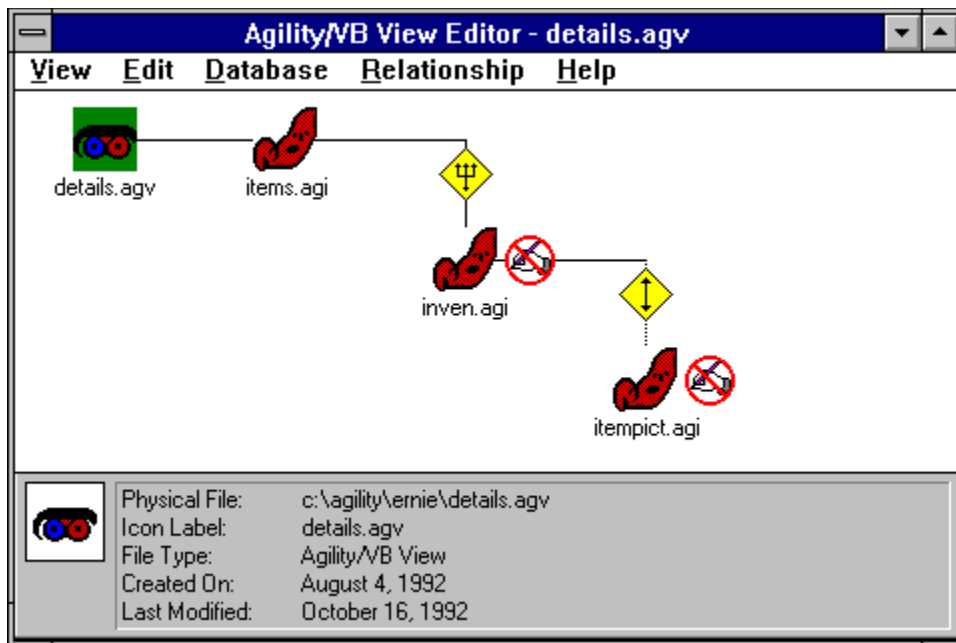 Agility/VB View Editor - details.agv
View Edit Database Relationship Help
details.agv
items.agi
inven.agi
itempict.agi
Physical File: c:\agility\ernie\details.agv
Icon Label: details.agv
File Type: Agility/VB View
Created On: August 4, 1992
Last Modified: October 16, 1992